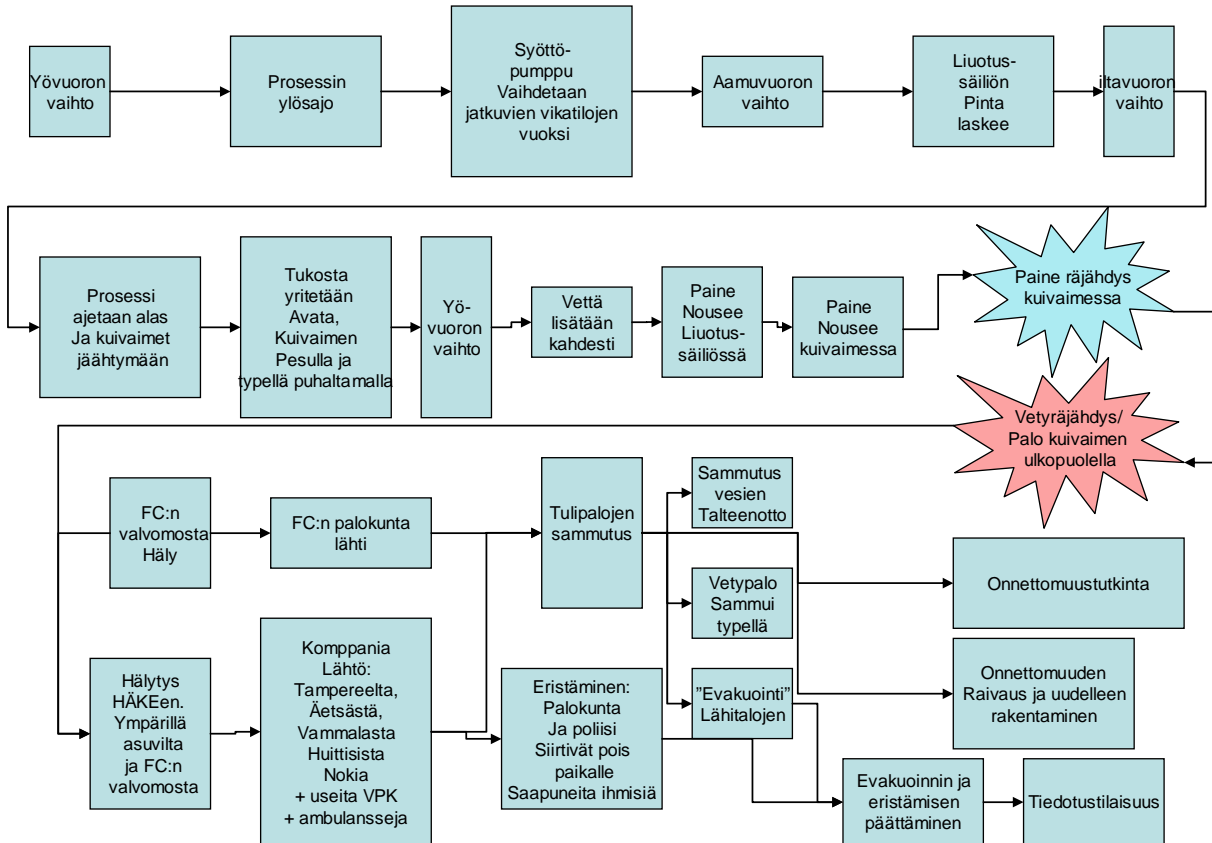 Yövuoron
vaihto
Prosessin
ylösajo
Syöttö-
pumppu
Vaihdetaan
jatkuvien vikatilojen
vuoksi
Aamuvuoron
vaihto
Liuotus-
säiliön
Pinta
laskee
iltavuoron
vaihto
Prosessi
ajetaan alas
Ja kuivaimet
jäähtymään
Tukosta
yritetään
Avata,
Kuivaimen
Pesulla ja
typellä puhaltamalla
Yö-
vuoron
vaihto
Vettä
lisätään
kahdesti
Paine
Nousee
Liuotus-
säiliössä
Paine
Nousee
kuivaimessa
Paine räjähdys
kuivaimessa
Vetyräjähdys/
Palo kuivaimen
ulkopuolella
FC:n
valvomosta
Häly
FC:n palokunta
lähti
Tulipalojen
sammutus
Sammutus
vesien
Talteenotto
Vetypalo
Sammui
typellä
"Evakuointi"
Lähitalojen
Onnettomuustutkinta
Onnettomuuden
Raivaus ja uudelleen
rakentaminen
Hälytys
HÄKEen.
Ympärillä
asuvilta
ja FC:n
valvomosta
Komppania
Lähtö:
Tampereelta,
Äetsästä,
Vammalasta
Huittisista
Nokia
+ useita VPK
+ ambulansseja
Eristäminen:
Palokunta
Ja poliisi
Siirtivät pois
paikalle
Saapuneita ihmisiä
Evakuoinnin ja
eristämisen
päättäminen
Tiedotustilaisuus